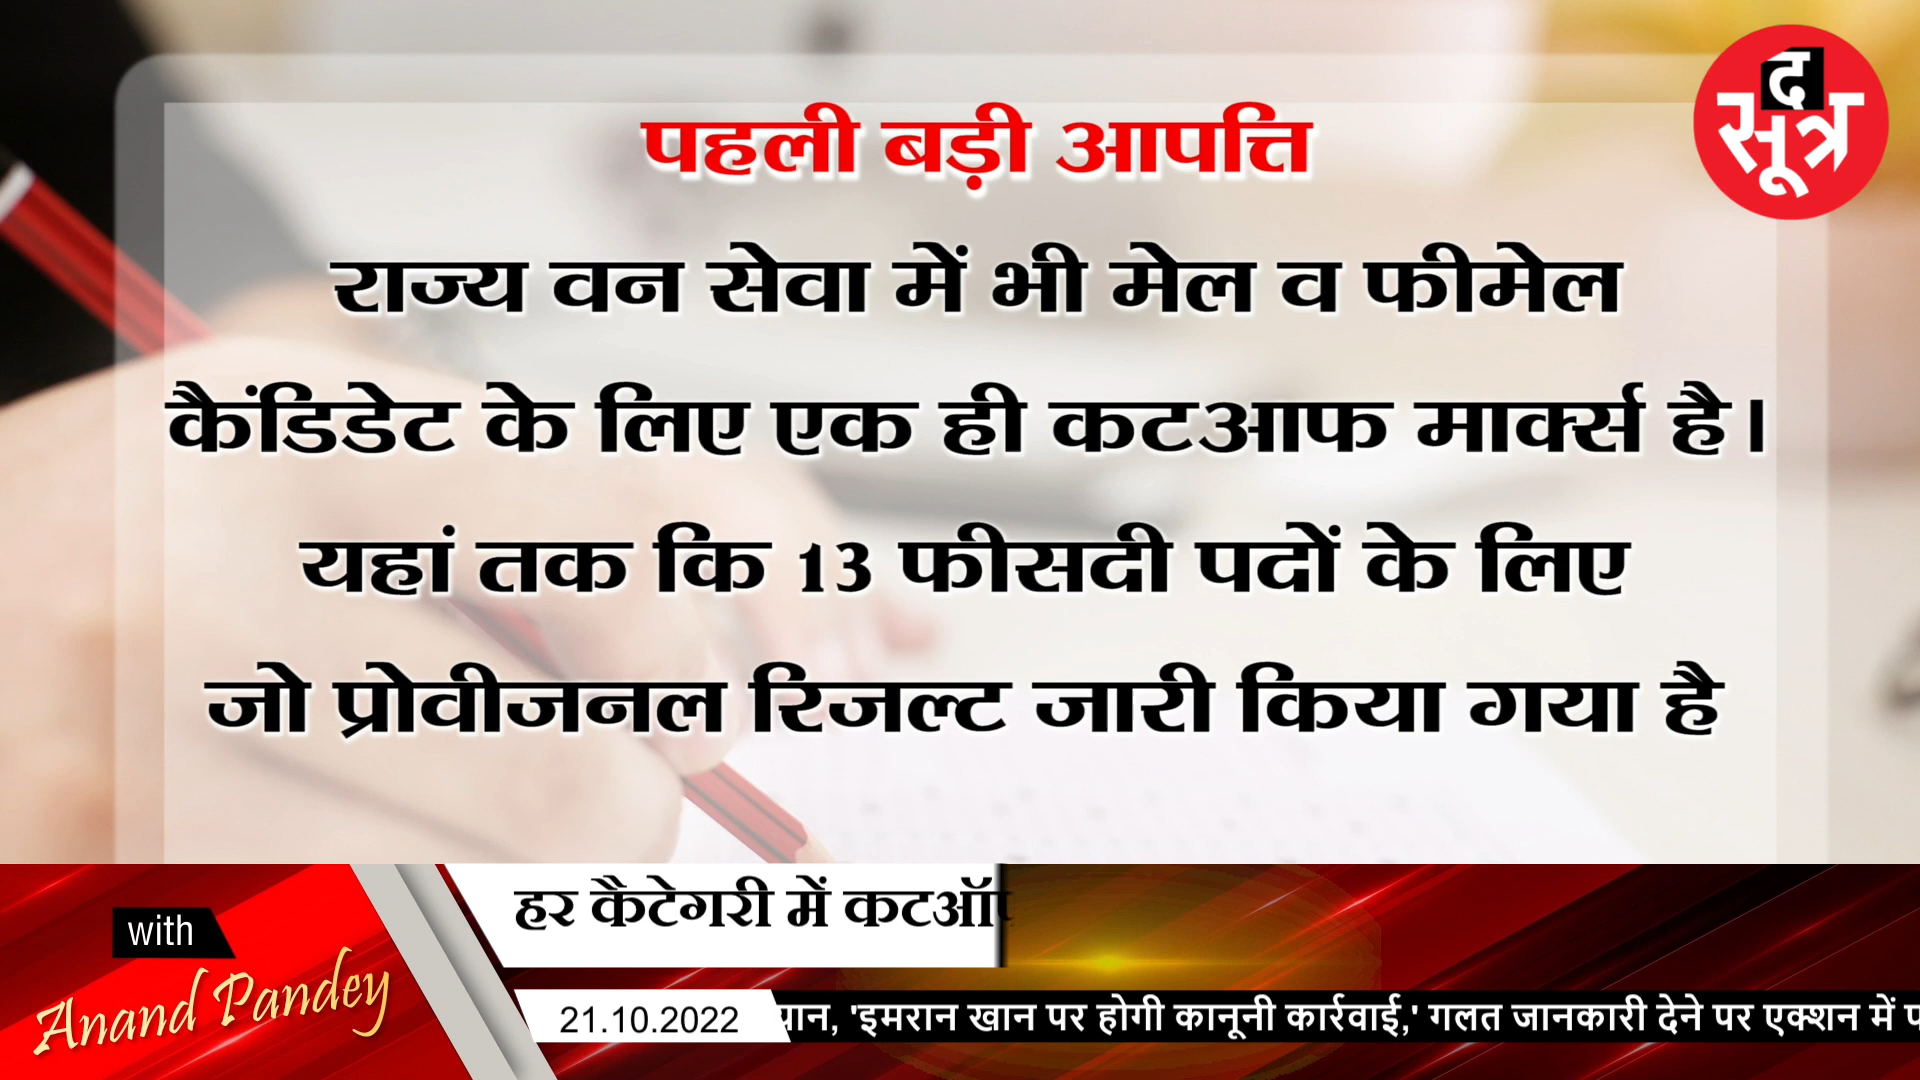 द
सूत्र
पहली बड़ी आपत्ति
राज्य वन सेवा में भी मेल व फीमेल
कैंडिडेट के लिए एक ही कटआफ मार्क्स है।
यहां तक कि 13 फीसदी पदों के लिए
जो प्रोवीजनल रिजल्ट जारी किया गया है
हर कैटेगरी में
with
Anand Pandey
21.10.2022
'इमरान खान पर होगी कानूनी कार्रवाई,' गलत जानकारी देने पर एक्शन में